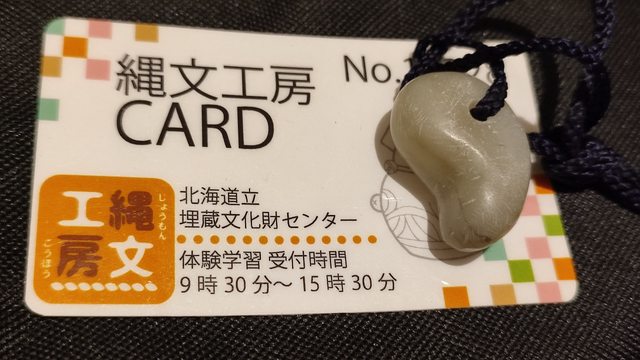 縄文工房
CARD
No.
縄文
じょうもん
工房
こうぼう
北海道立
埋蔵文化財センター
体験学習 受付時間
9時30分～15時30分